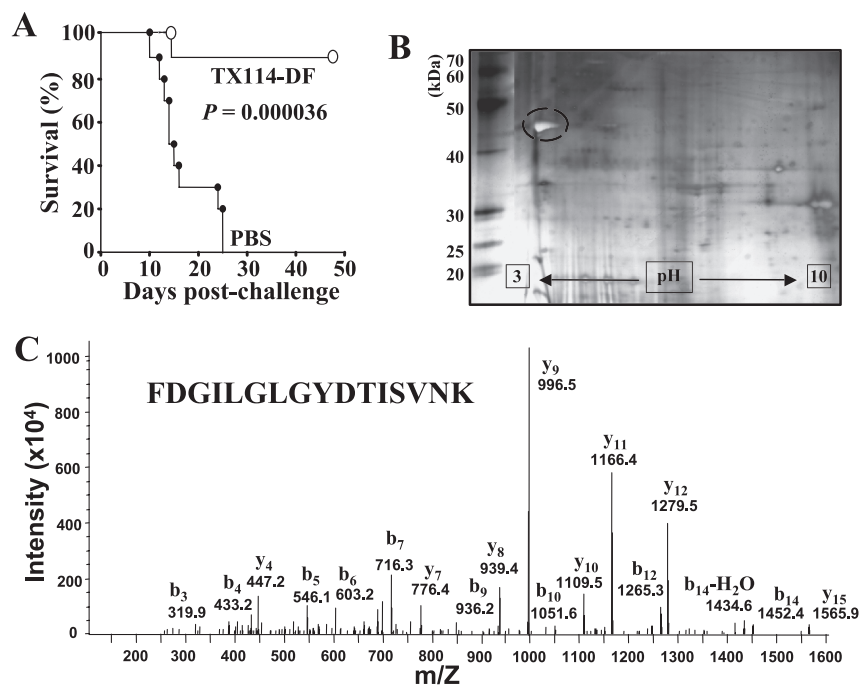 A
Survival (%)
100
80
60
40
20
0
TX114-DF
P = 0.000036
PBS
0 10 20 30 40 50
Days post-challenge
B
(kDa)
70
60
50
40
30
25
20
3 pH 10
C
FDGILGLGYDTISVNK
Intensity (x10⁴)
1000
800
600
400
200
0
b₃
319.9
b₄
433.2
y₄
447.2
b₅
546.1
b₆
603.2
b₇
716.3
y₇
776.4
b₉
936.2
y₈
939.4
y₉
996.5
b₁₀
1051.6
y₁₀
1109.5
y₁₁
1166.4
b₁₂
1265.3
y₁₂
1279.5
b₁₄-H₂O
1434.6
b₁₄
1452.4
y₁₅
1565.9
200 300 400 500 600 700 800 900 1000 1100 1200 1300 1400 1500 1600
m/Z